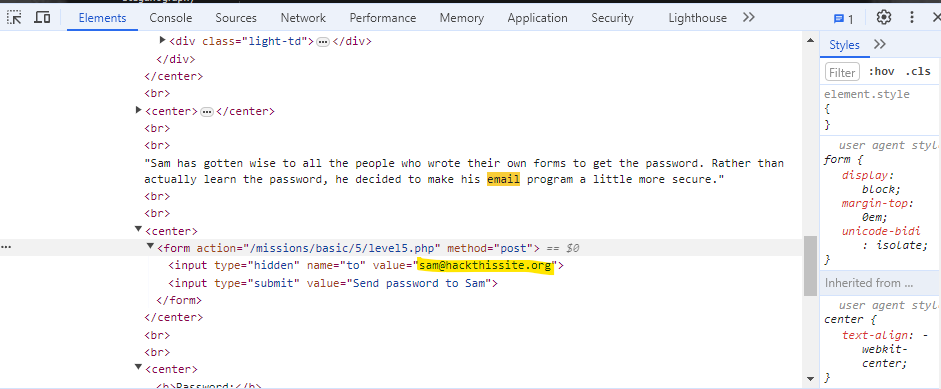 Elements Console Sources Network Performance Memory Application Security Lighthouse 1
<div class="light-td"> </div>
</div>
</center>
<br>
<center> </center>
<br>
<br>
"Sam has gotten wise to all the people who wrote their own forms to get the password. Rather than
actually learn the password, he decided to make his email program a little more secure."
<br>
<br>
<center>
<form action="/missions/basic/5/level5.php" method="post"> == $0
<input type="hidden" name="to" value="sam@hackthissite.org">
<input type="submit" value="Send password to Sam">
</form>
</center>
<br>
<br>
<center>
<b>Password:</b>
Styles
Filter :hov .cls
element.style
{
}
user agent styl
form {
display:
block;
margin-top:
0em;
unicode-bidi
: isolate;
}
Inherited from …
user agent styl
center {
text-align: -
webkit-
center;
}